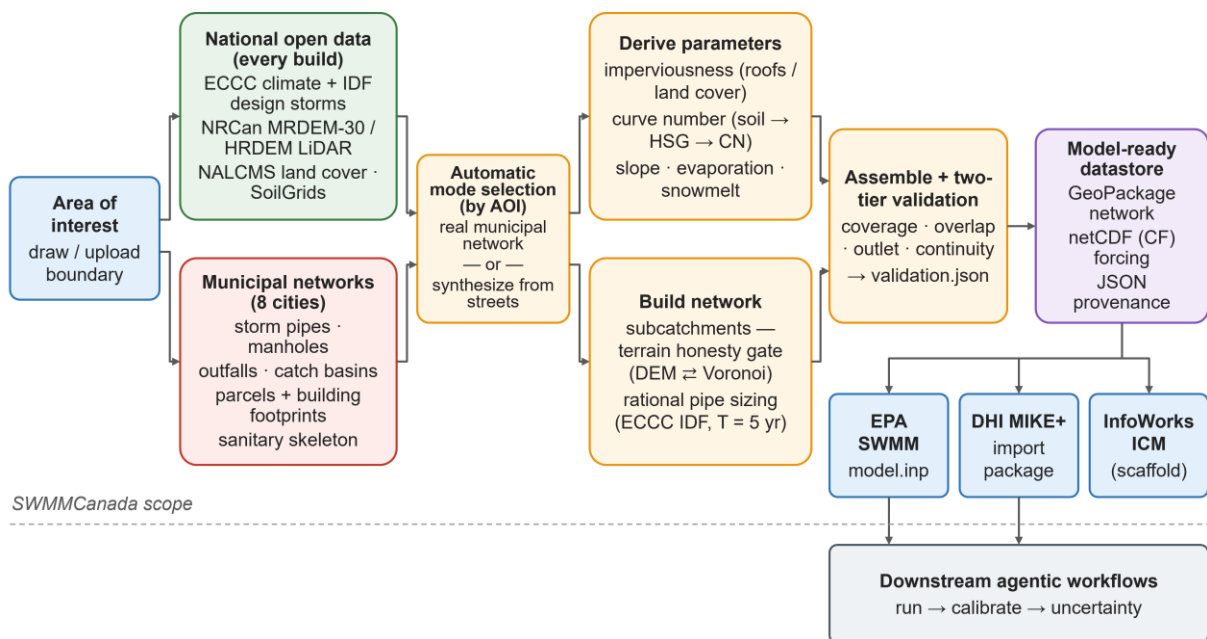 Area of
interest
draw / upload
boundary
National open data
(every build)
ECCC climate + IDF
design storms
NRCan MRDEM-30 /
HRDEM LiDAR
NALCMS land cover ·
SoilGrids
Municipal networks
(8 cities)
storm pipes ·
manholes
outfalls · catch basins
parcels + building
footprints
sanitary skeleton
Automatic
mode selection
(by AOI)
real municipal
network
— or —
synthesize from
streets
Derive parameters
imperviousness (roofs /
land cover)
curve number (soil →
HSG → CN)
slope · evaporation ·
snowmelt
Build network
subcatchments —
terrain honesty gate
(DEM ⇄ Voronoi)
rational pipe sizing
(ECCC IDF, T = 5 yr)
Assemble + two-
tier validation
coverage · overlap
· outlet · continuity
→ validation.json
Model-ready
datastore
GeoPackage
network
netCDF (CF)
forcing
JSON
provenance
EPA
SWMM
model.inp
DHI MIKE+
import
package
InfoWorks
ICM
(scaffold)
SWMMCanada scope
Downstream agentic workflows
run → calibrate → uncertainty